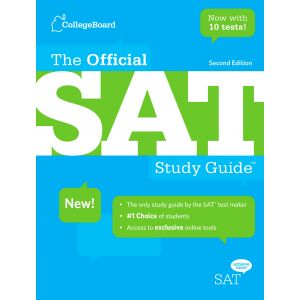 CollegeBoard
Now with
10 tests!
The Official
Second Edition
SAT
Study Guide™
New!
• The only study guide by the SAT® test maker
• #1 Choice of students
• Access to exclusive online tools
SAT